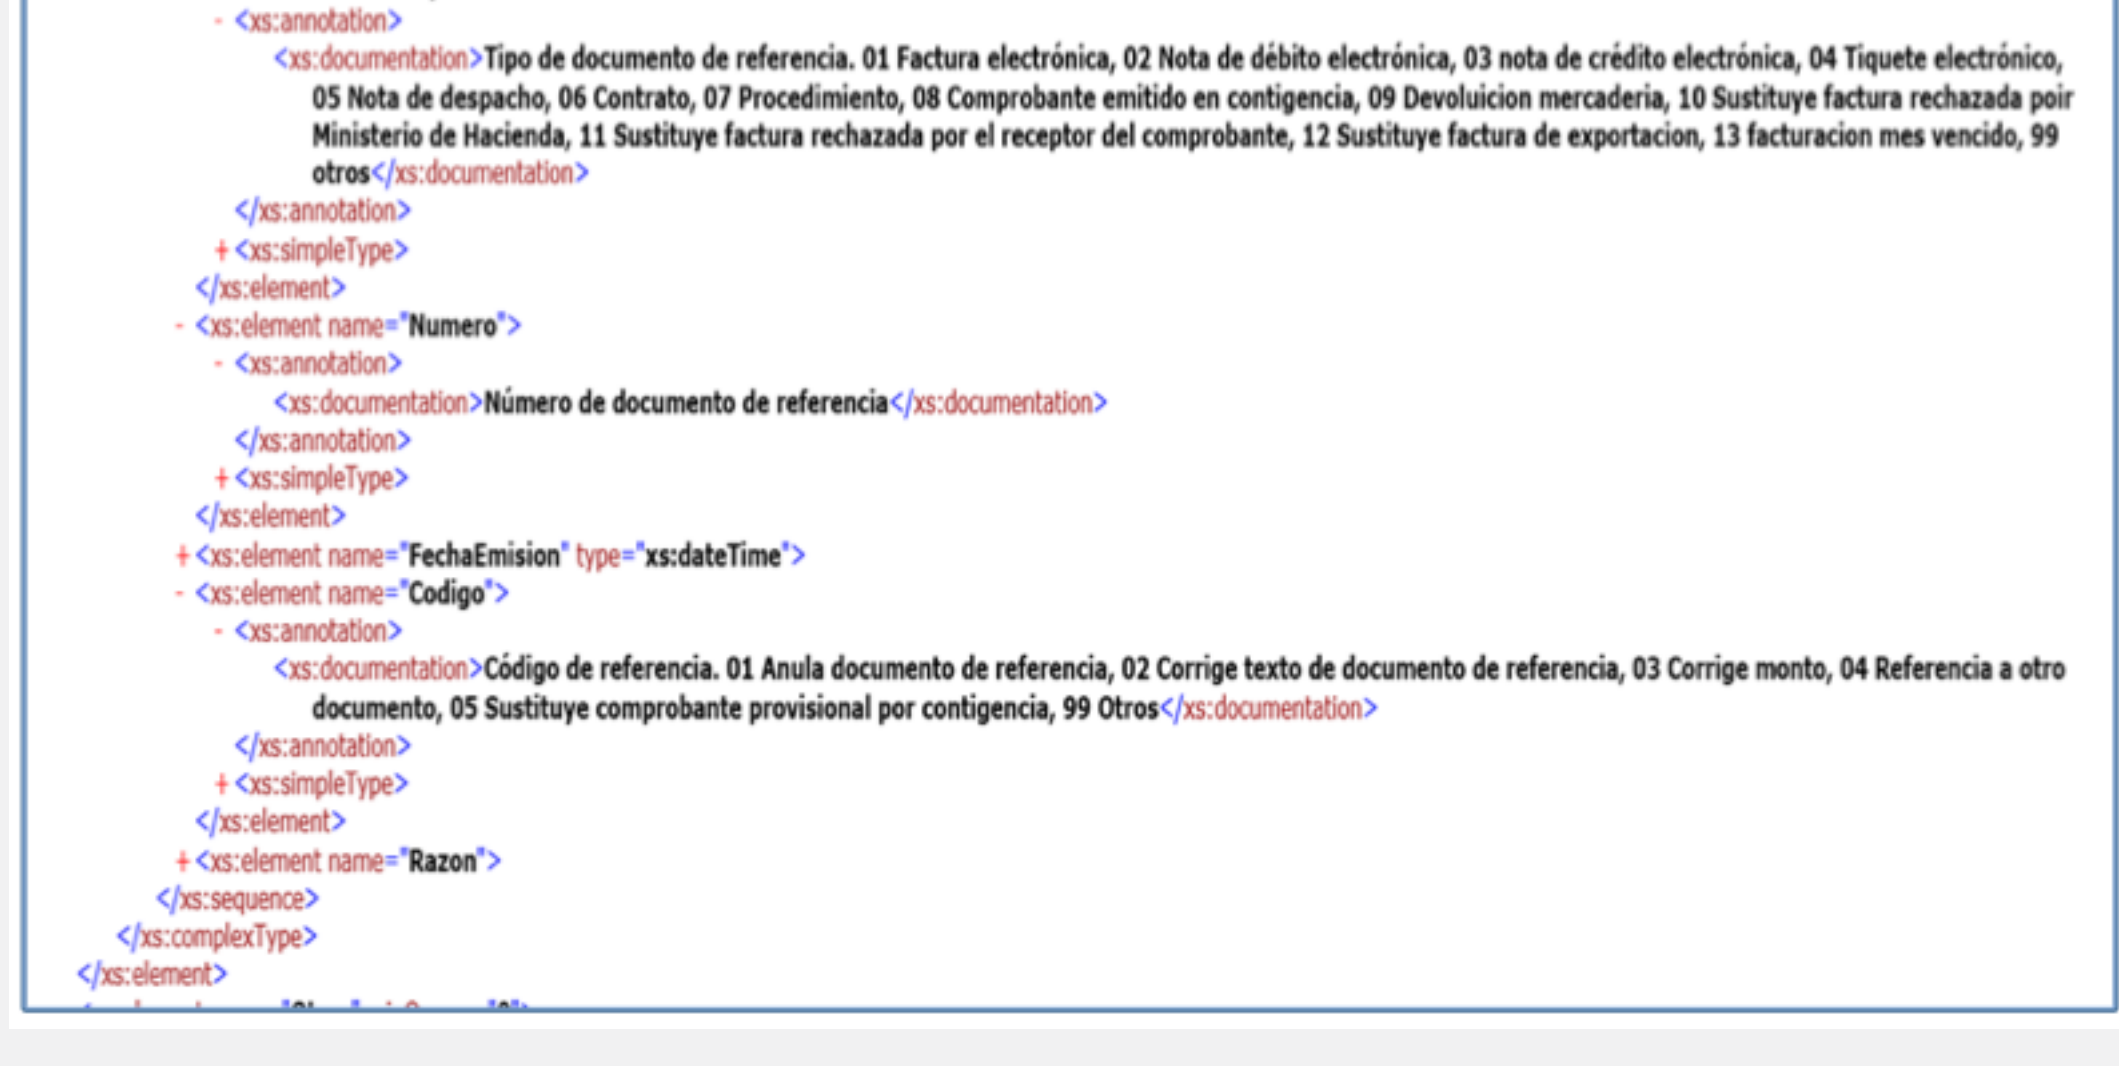 - <xs:annotation>
<xs:documentation>Tipo de documento de referencia. 01 Factura electrónica, 02 Nota de débito electrónica, 03 nota de crédito electrónica, 04 Tiquete electrónico,
05 Nota de despacho, 06 Contrato, 07 Procedimiento, 08 Comprobante emitido en contigencia, 09 Devoluicion mercaderia, 10 Sustituye factura rechazada poir
Ministerio de Hacienda, 11 Sustituye factura rechazada por el receptor del comprobante, 12 Sustituye factura de exportacion, 13 facturacion mes vencido, 99
otros</xs:documentation>
</xs:annotation>
+ <xs:simpleType>
</xs:element>
- <xs:element name="Numero">
- <xs:annotation>
<xs:documentation>Número de documento de referencia</xs:documentation>
</xs:annotation>
+ <xs:simpleType>
</xs:element>
+ <xs:element name="FechaEmision" type="xs:dateTime">
- <xs:element name="Codigo">
- <xs:annotation>
<xs:documentation>Código de referencia. 01 Anula documento de referencia, 02 Corrige texto de documento de referencia, 03 Corrige monto, 04 Referencia a otro
documento, 05 Sustituye comprobante provisional por contigencia, 99 Otros</xs:documentation>
</xs:annotation>
+ <xs:simpleType>
</xs:element>
+ <xs:element name="Razon">
</xs:sequence>
</xs:complexType>
</xs:element>